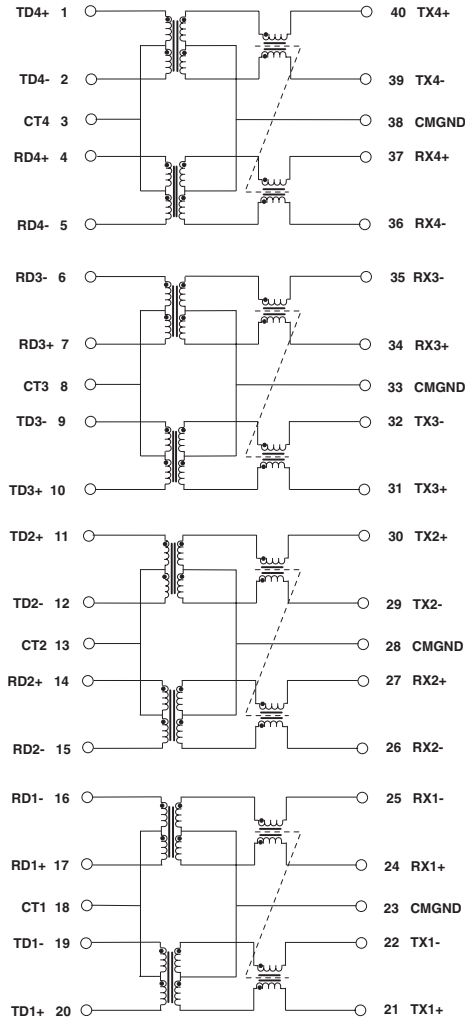 TD4+ 1 40 TX4+
TD4- 2 39 TX4-
CT4 3 38 CMGND
RD4+ 4 37 RX4+
RD4- 5 36 RX4-
RD3- 6 35 RX3-
RD3+ 7 34 RX3+
CT3 8 33 CMGND
TD3- 9 32 TX3-
TD3+ 10 31 TX3+
TD2+ 11 30 TX2+
TD2- 12 29 TX2-
CT2 13 28 CMGND
RD2+ 14 27 RX2+
RD2- 15 26 RX2-
RD1- 16 25 RX1-
RD1+ 17 24 RX1+
CT1 18 23 CMGND
TD1- 19 22 TX1-
TD1+ 20 21 TX1+